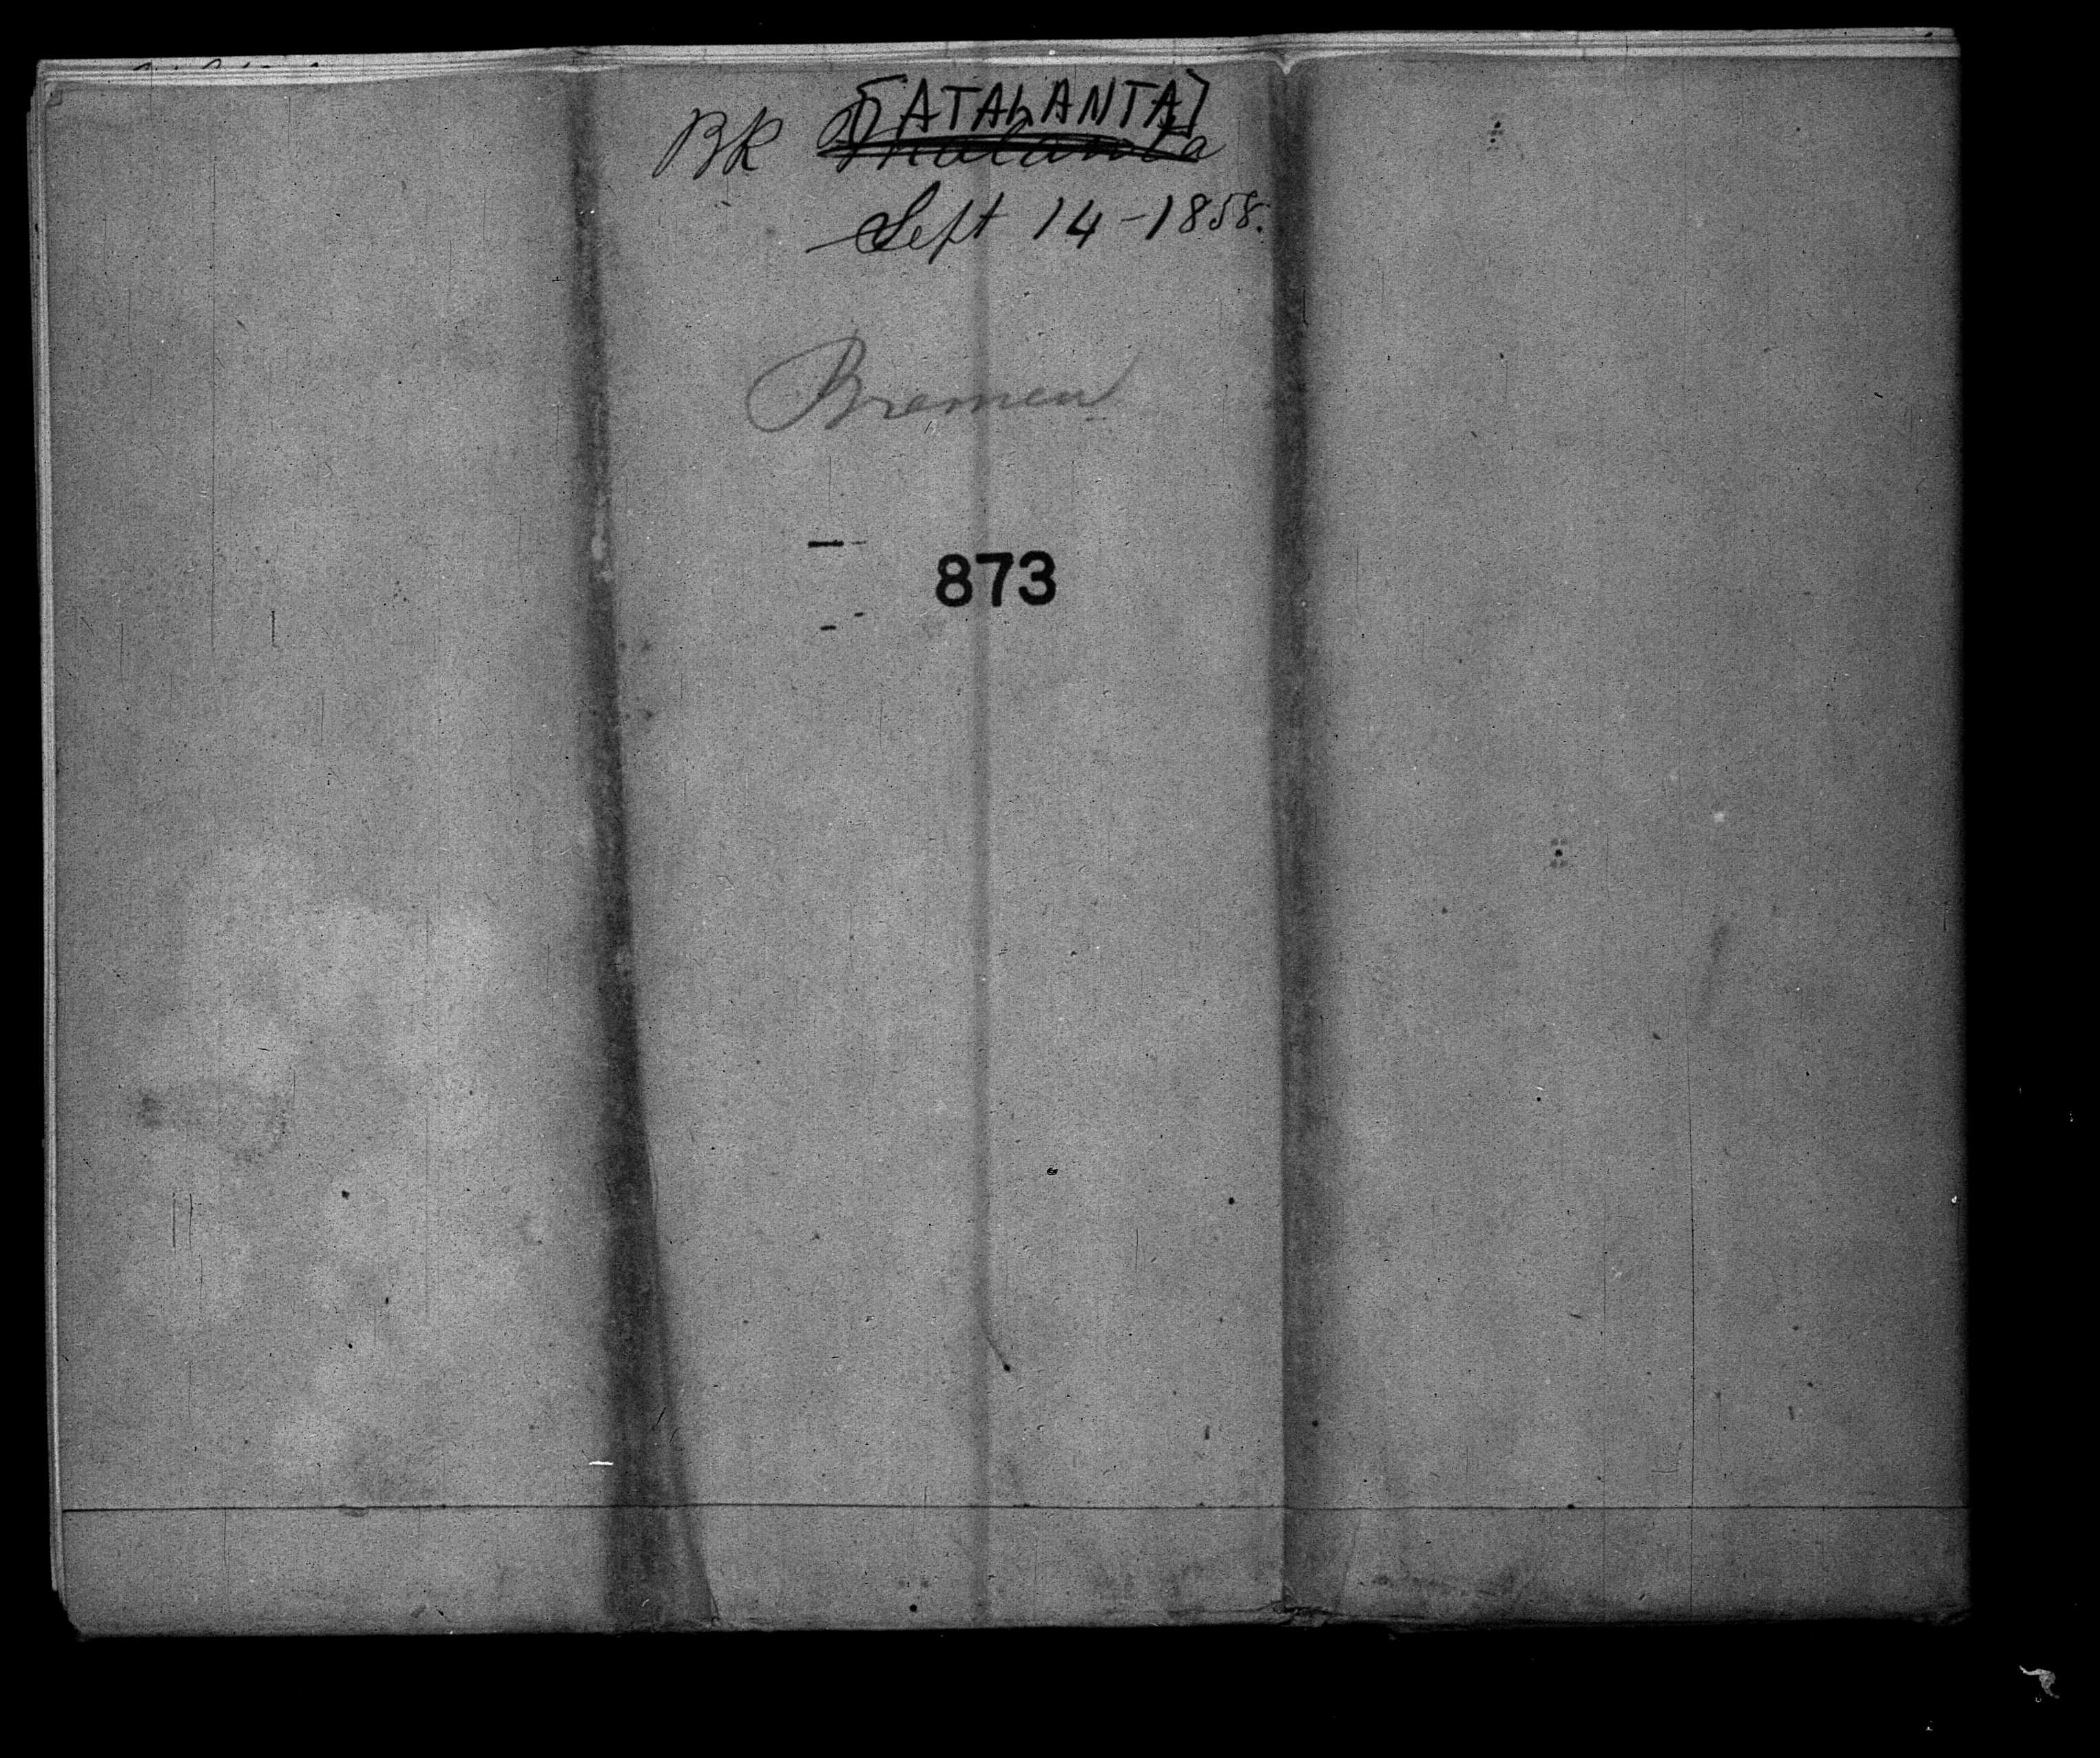 [ATALANTA]
Bk
Sept 14-1858.
Bremen
873